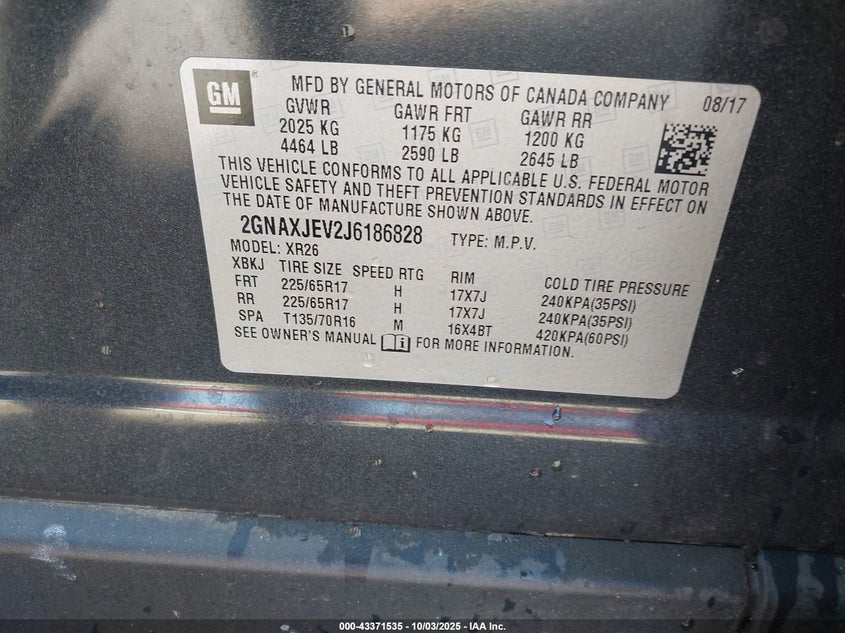 GM
MFD BY GENERAL MOTORS OF CANADA COMPANY 08/17
GVWR GAWR FRT GAWR RR
2025 KG 1175 KG 1200 KG
4464 LB 2590 LB 2645 LB
THIS VEHICLE CONFORMS TO ALL APPLICABLE U.S. FEDERAL MOTOR
VEHICLE SAFETY AND THEFT PREVENTION STANDARDS IN EFFECT ON
THE DATE OF MANUFACTURE SHOWN ABOVE.
2GNAXJEV2J6186828 TYPE: M.P.V.
MODEL: XR26
XBKJ TIRE SIZE SPEED RTG RIM COLD TIRE PRESSURE
FRT 225/65R17 H 17X7J 240KPA(35PSI)
RR 225/65R17 H 17X7J 240KPA(35PSI)
SPA T135/70R16 M 16X4BT 420KPA(60PSI)
SEE OWNER'S MANUAL FOR MORE INFORMATION.
000-43371535 - 10/03/2025 - IAA Inc.